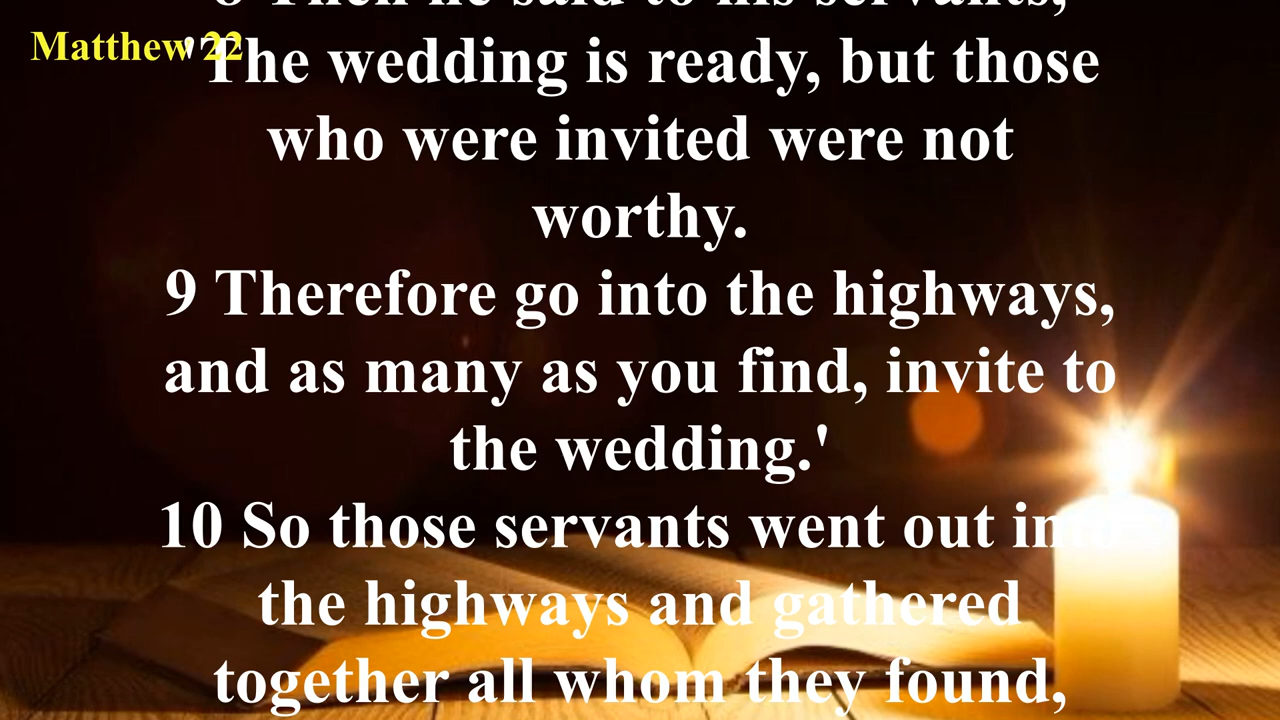 8 Then he said to his servants,
Matthew 22
'The wedding is ready, but those
who were invited were not
worthy.
9 Therefore go into the highways,
and as many as you find, invite to
the wedding.'
10 So those servants went out into
the highways and gathered
together all whom they found,